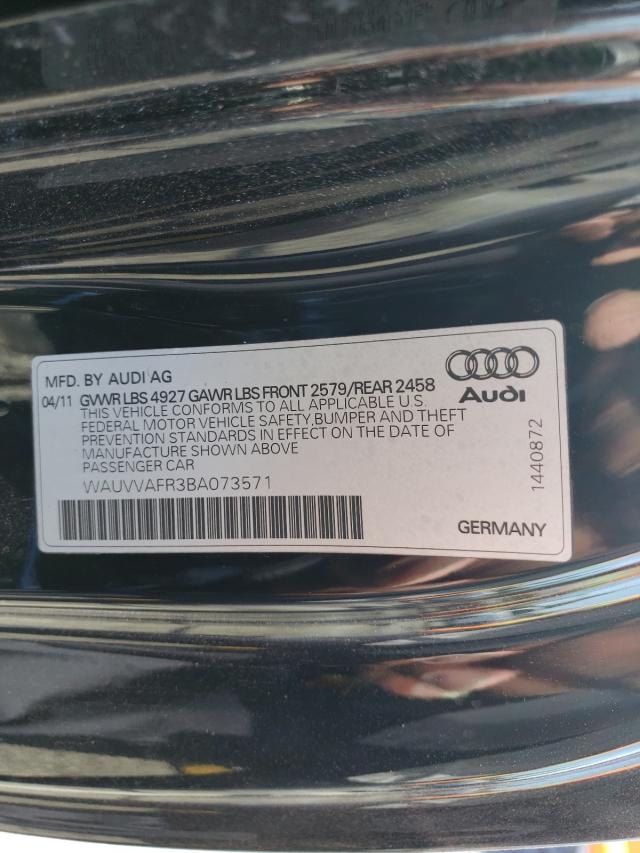 MFD. BY AUDI AG
04/11 GVWR LBS 4927 GAWR LBS FRONT 2579/REAR 2458
THIS VEHICLE CONFORMS TO ALL APPLICABLE U.S.
FEDERAL MOTOR VEHICLE SAFETY,BUMPER AND THEFT
PREVENTION STANDARDS IN EFFECT ON THE DATE OF
MANUFACTURE SHOWN ABOVE
PASSENGER CAR
WAUVVAFR3BA073571
Audi
1440872
GERMANY